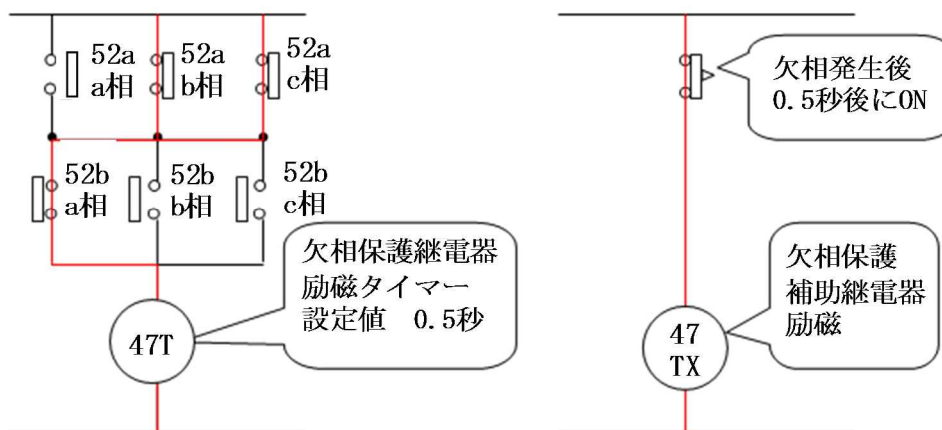 52a
a相
52a
b相
52a
c相
52b
a相
52b
b相
52b
c相
欠相保護継電器
励磁タイマー
設定値　0.5秒
47T
欠相発生後
0.5秒後にON
欠相保護
補助継電器
励磁
47
TX